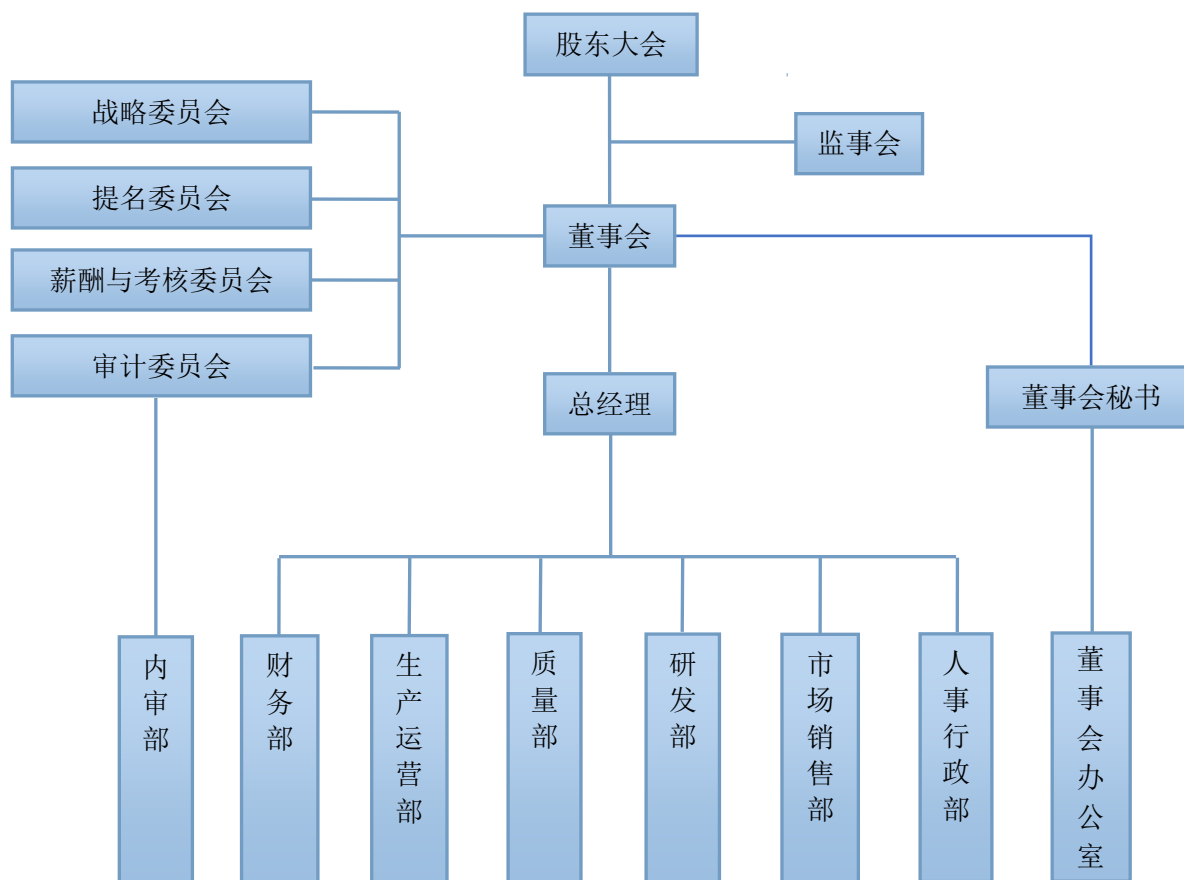 股东大会
战略委员会
监事会
提名委员会
董事会
薪酬与考核委员会
审计委员会
总经理
董事会秘书
内审部
财务部
生产运营部
质量部
研发部
市场销售部
人事行政部
董事会办公室